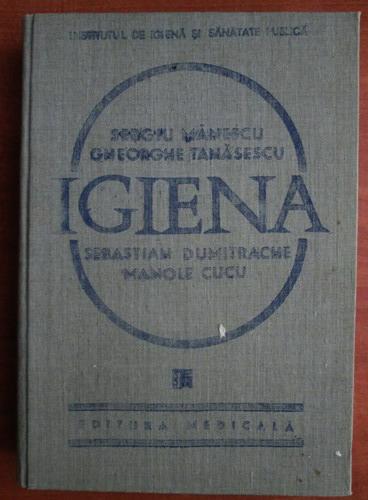 INSTITUTUL DE IGIENĂ ȘI SĂNĂTATE PUBLICĂ
SERGIU MĂNESCU
GHEORGHE TĂNĂSESCU
IGIENA
SEBASTIAN DUMITRACHE
MANOLE CUCU
EDITURA MEDICALĂ